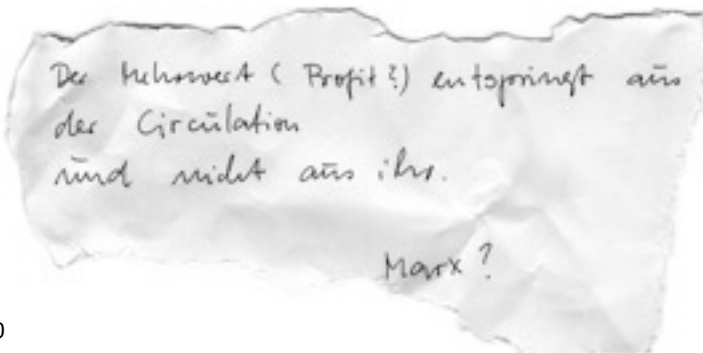 Der Mehrwert ( Profit?) entspringt aus
der Circulation
und nicht aus ihr.
Marx?